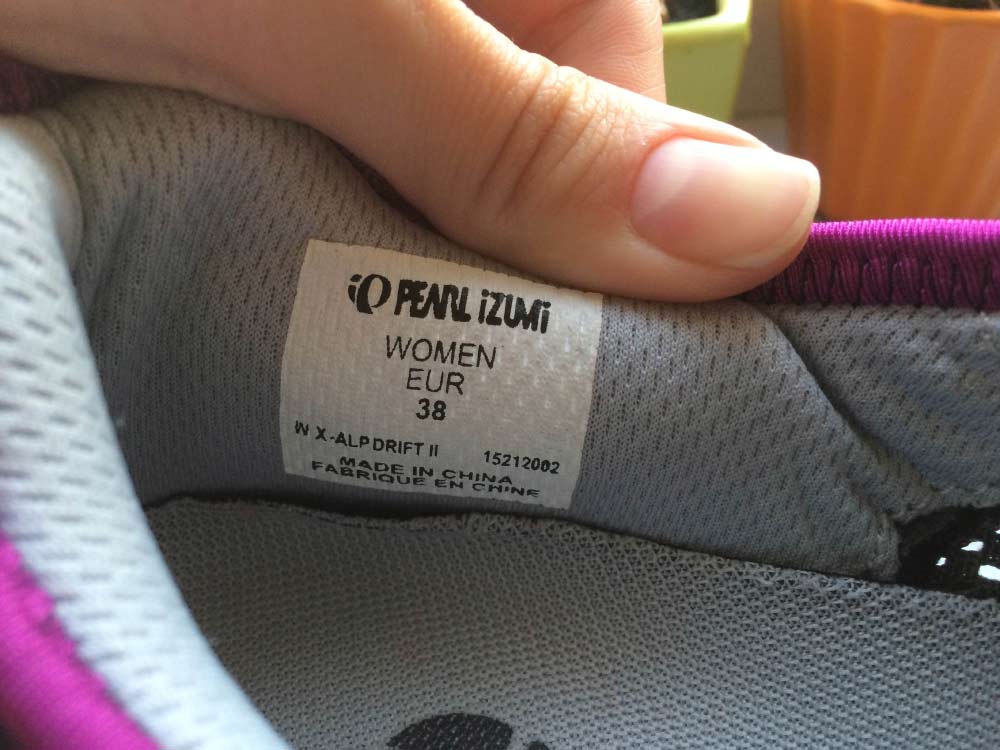 PEARL iZUMi
WOMEN
EUR
38
W X-ALP DRIFT II 15212002
MADE IN CHINA
FABRIQUE EN CHINE